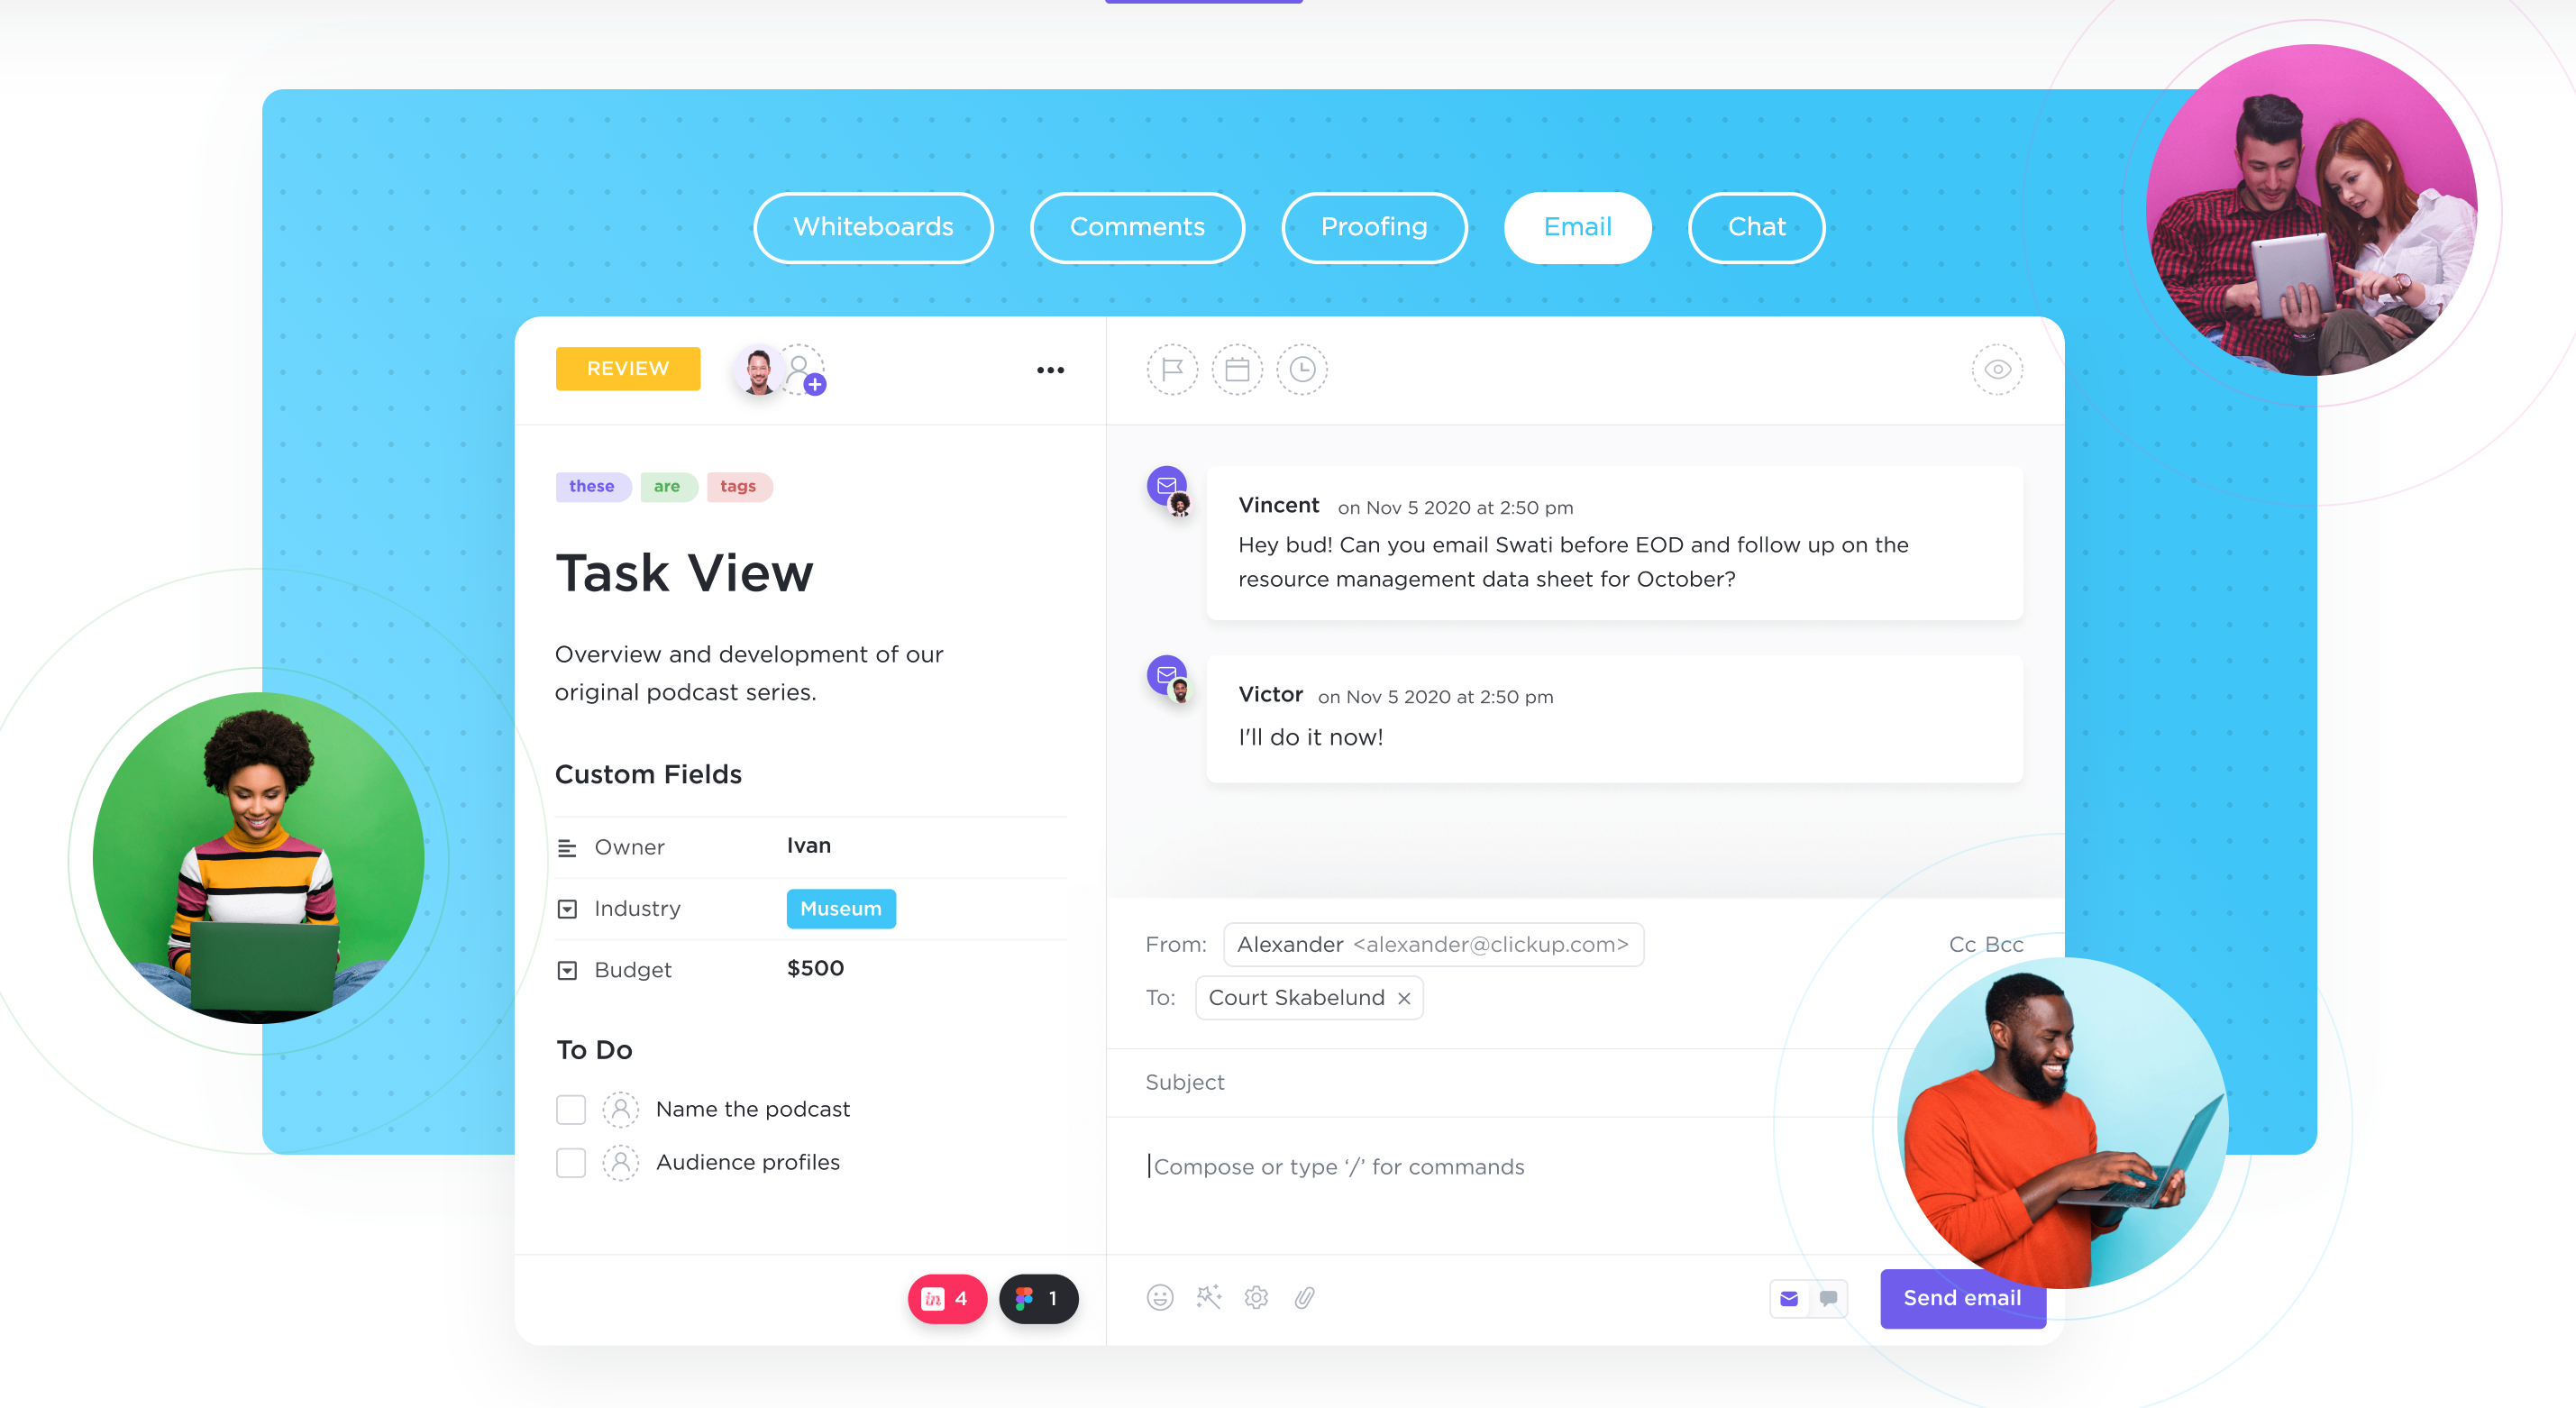 Whiteboards
Comments
Proofing
Email
Chat
REVIEW
these are tags
Task View
Overview and development of our
original podcast series.
Custom Fields
Owner Ivan
Industry Museum
Budget $500
To Do
Name the podcast
Audience profiles
in 4
1
Vincent on Nov 5 2020 at 2:50 pm
Hey bud! Can you email Swati before EOD and follow up on the
resource management data sheet for October?
Victor on Nov 5 2020 at 2:50 pm
I'll do it now!
From: Alexander <alexander@clickup.com> Cc Bcc
To: Court Skabelund ×
Subject
Compose or type ‘/’ for commands
Send email